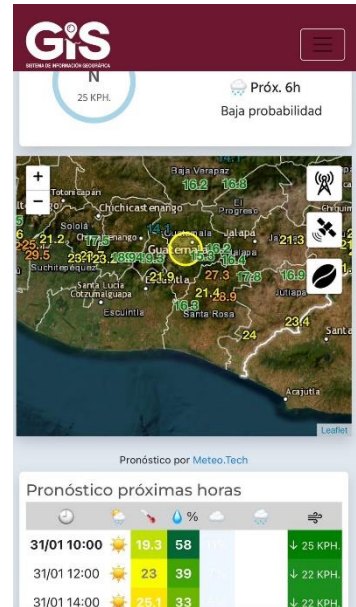 GIS
SISTEMA DE INFORMACIÓN GEOGRÁFICA
N
25 KPH.
Próx. 6h
Baja probabilidad
+
−
Baja Verapaz
16.2 16.8
Totonicapán
Chichicastenango
El Progreso
Sololá
21.2
17.5
Guatemala
Jalapa
21.3
25.1
29.5
Suchitepéquez
21.9
27.3
17.8
16.9
Santa Lucía Cotzumalguapa
16.3
21.4
28.9
Jutiapa
Escuintla
Santa Rosa
24
23.4
Santa
Acajutla
Leaflet
Pronóstico por Meteo.Tech
Pronóstico próximas horas
%
31/01 10:00 19.3 58 ↓ 25 KPH.
31/01 12:00 23 39 ↓ 22 KPH.
31/01 14:00 25.1 33 ↓ 22 KPH.